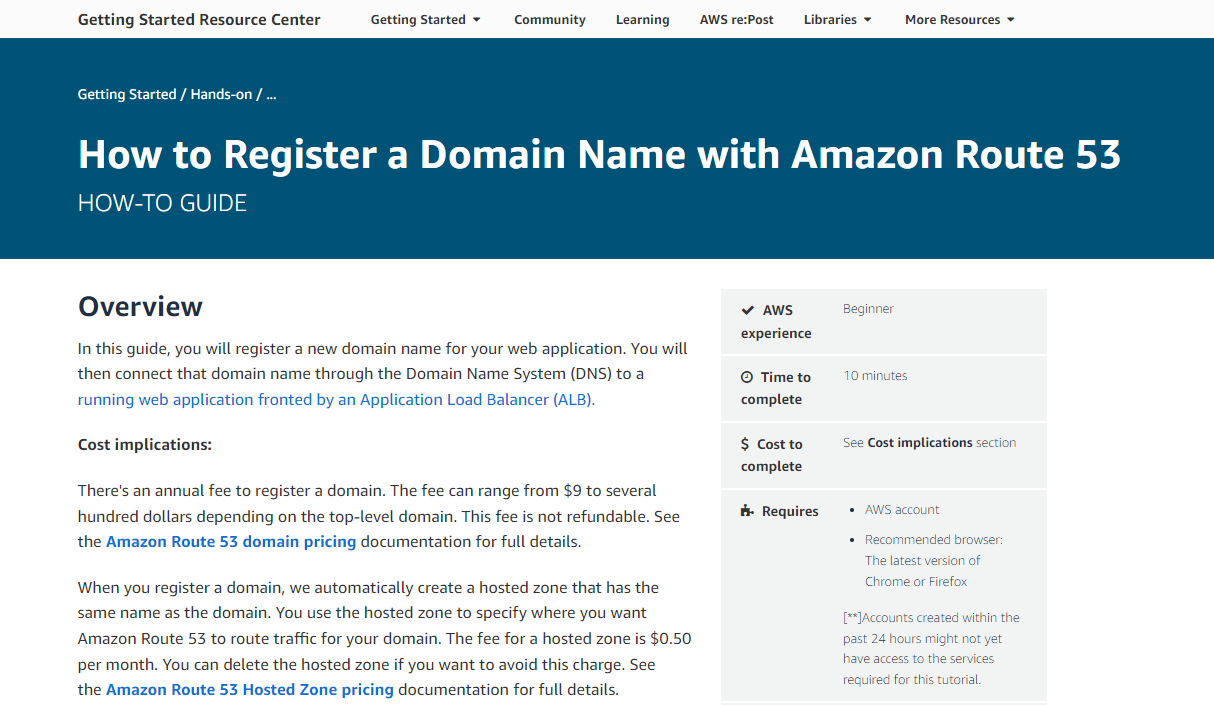 Getting Started Resource Center Getting Started Community Learning AWS re:Post Libraries More Resources
Getting Started / Hands-on / ...
How to Register a Domain Name with Amazon Route 53
HOW-TO GUIDE
Overview
In this guide, you will register a new domain name for your web application. You will
then connect that domain name through the Domain Name System (DNS) to a
running web application fronted by an Application Load Balancer (ALB).
Cost implications:
There's an annual fee to register a domain. The fee can range from $9 to several
hundred dollars depending on the top-level domain. This fee is not refundable. See
the Amazon Route 53 domain pricing documentation for full details.
When you register a domain, we automatically create a hosted zone that has the
same name as the domain. You use the hosted zone to specify where you want
Amazon Route 53 to route traffic for your domain. The fee for a hosted zone is $0.50
per month. You can delete the hosted zone if you want to avoid this charge. See
the Amazon Route 53 Hosted Zone pricing documentation for full details.
AWS
experience
Beginner
Time to
complete
10 minutes
$ Cost to
complete
See Cost implications section
Requires
• AWS account
• Recommended browser:
The latest version of
Chrome or Firefox
[**]Accounts created within the
past 24 hours might not yet
have access to the services
required for this tutorial.